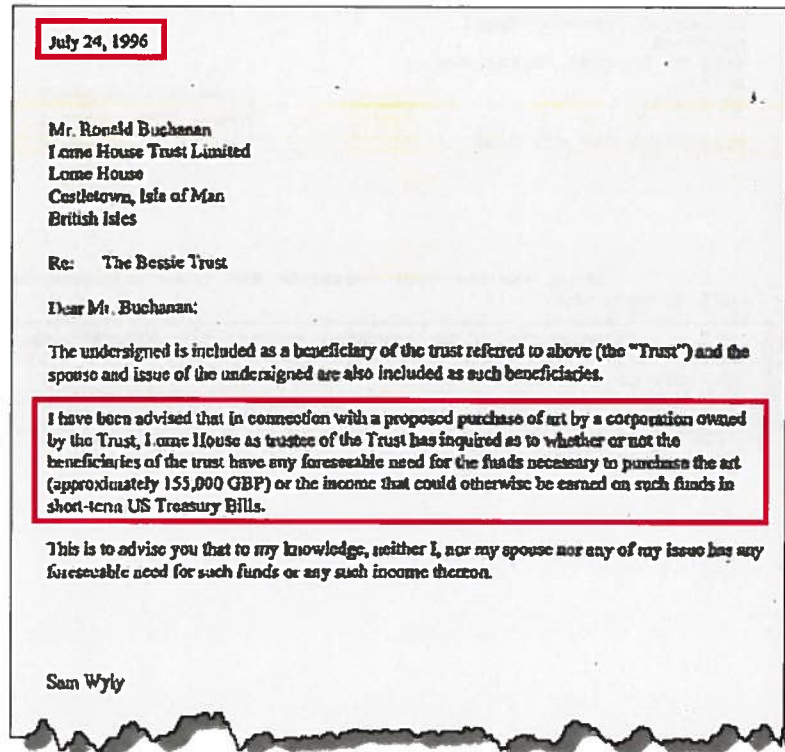 July 24, 1996
Mr. Ronald Buchanan
Lorne House Trust Limited
Lorne House
Castletown, Isle of Man
British Isles
Re: The Bessie Trust
Dear Mr. Buchanan:
The undersigned is included as a beneficiary of the trust referred to above (the "Trust") and the
spouse and issue of the undersigned are also included as such beneficiaries.
I have been advised that in connection with a proposed purchase of art by a corporation owned
by the Trust, Lorne House as trustee of the Trust has inquired as to whether or not the
beneficiaries of the trust have any foreseeable need for the funds necessary to purchase the art
(approximately 155,000 GBP) or the income that could otherwise be earned on such funds in
short-term US Treasury Bills.
This is to advise you that to my knowledge, neither I, nor my spouse nor any of my issue has any
foreseeable need for such funds or any such income thereon.
Sam Wyly